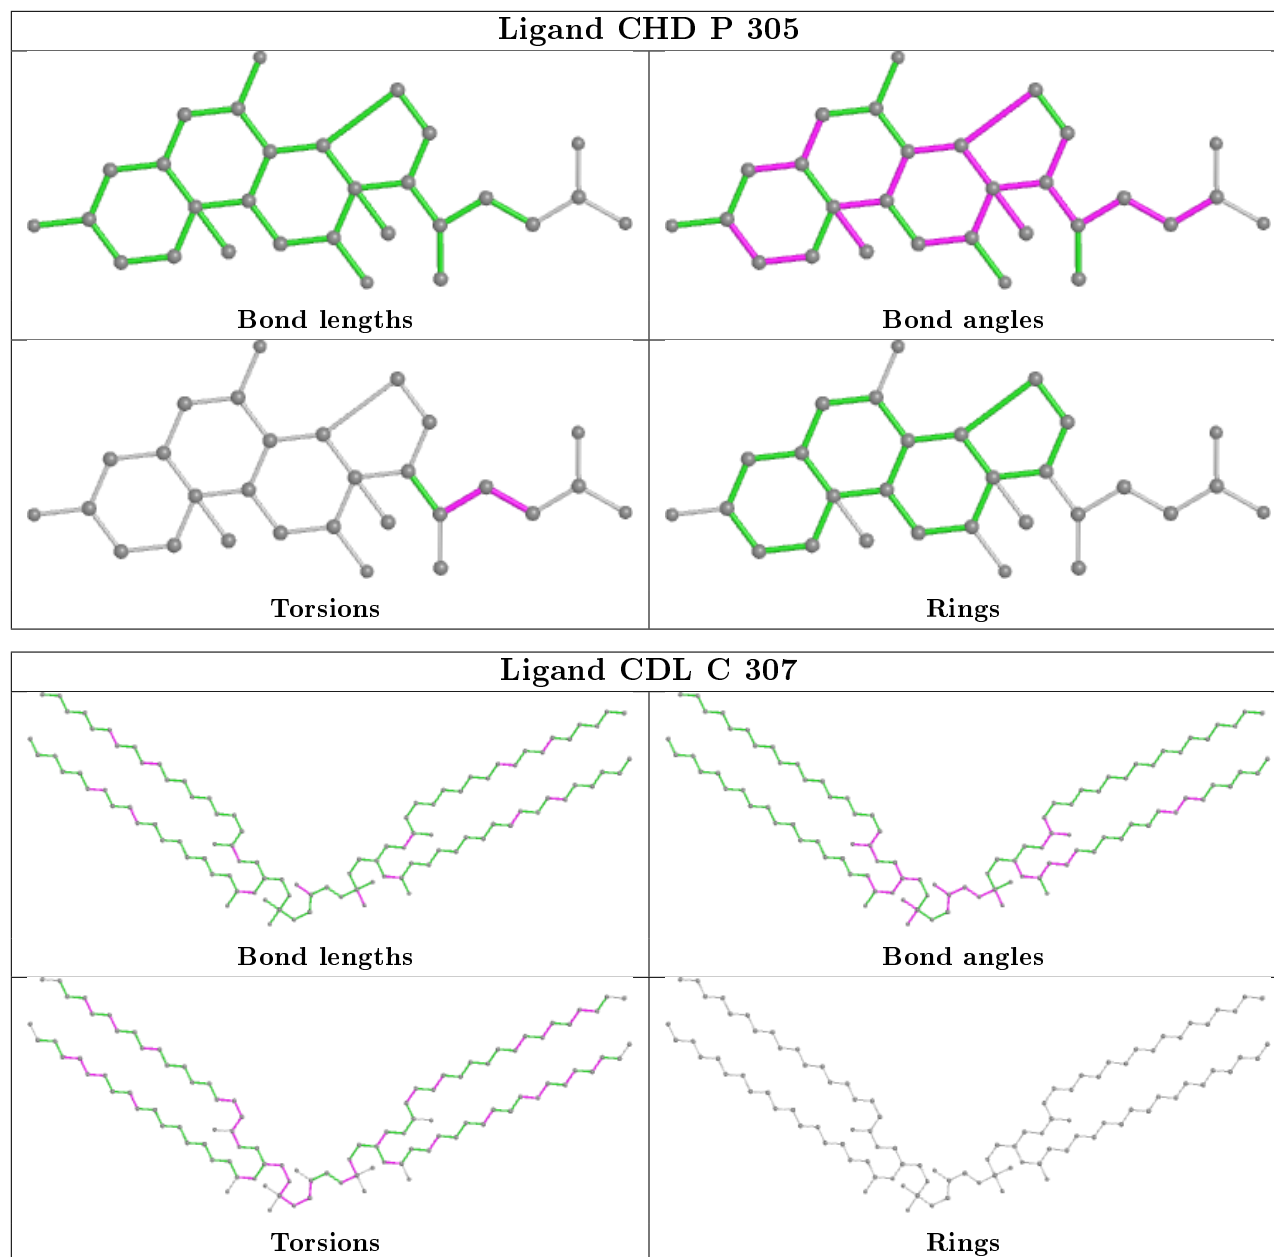 Ligand CHD P 305
Bond lengths
Bond angles
Torsions
Rings
Ligand CDL C 307
Bond lengths
Bond angles
Torsions
Rings